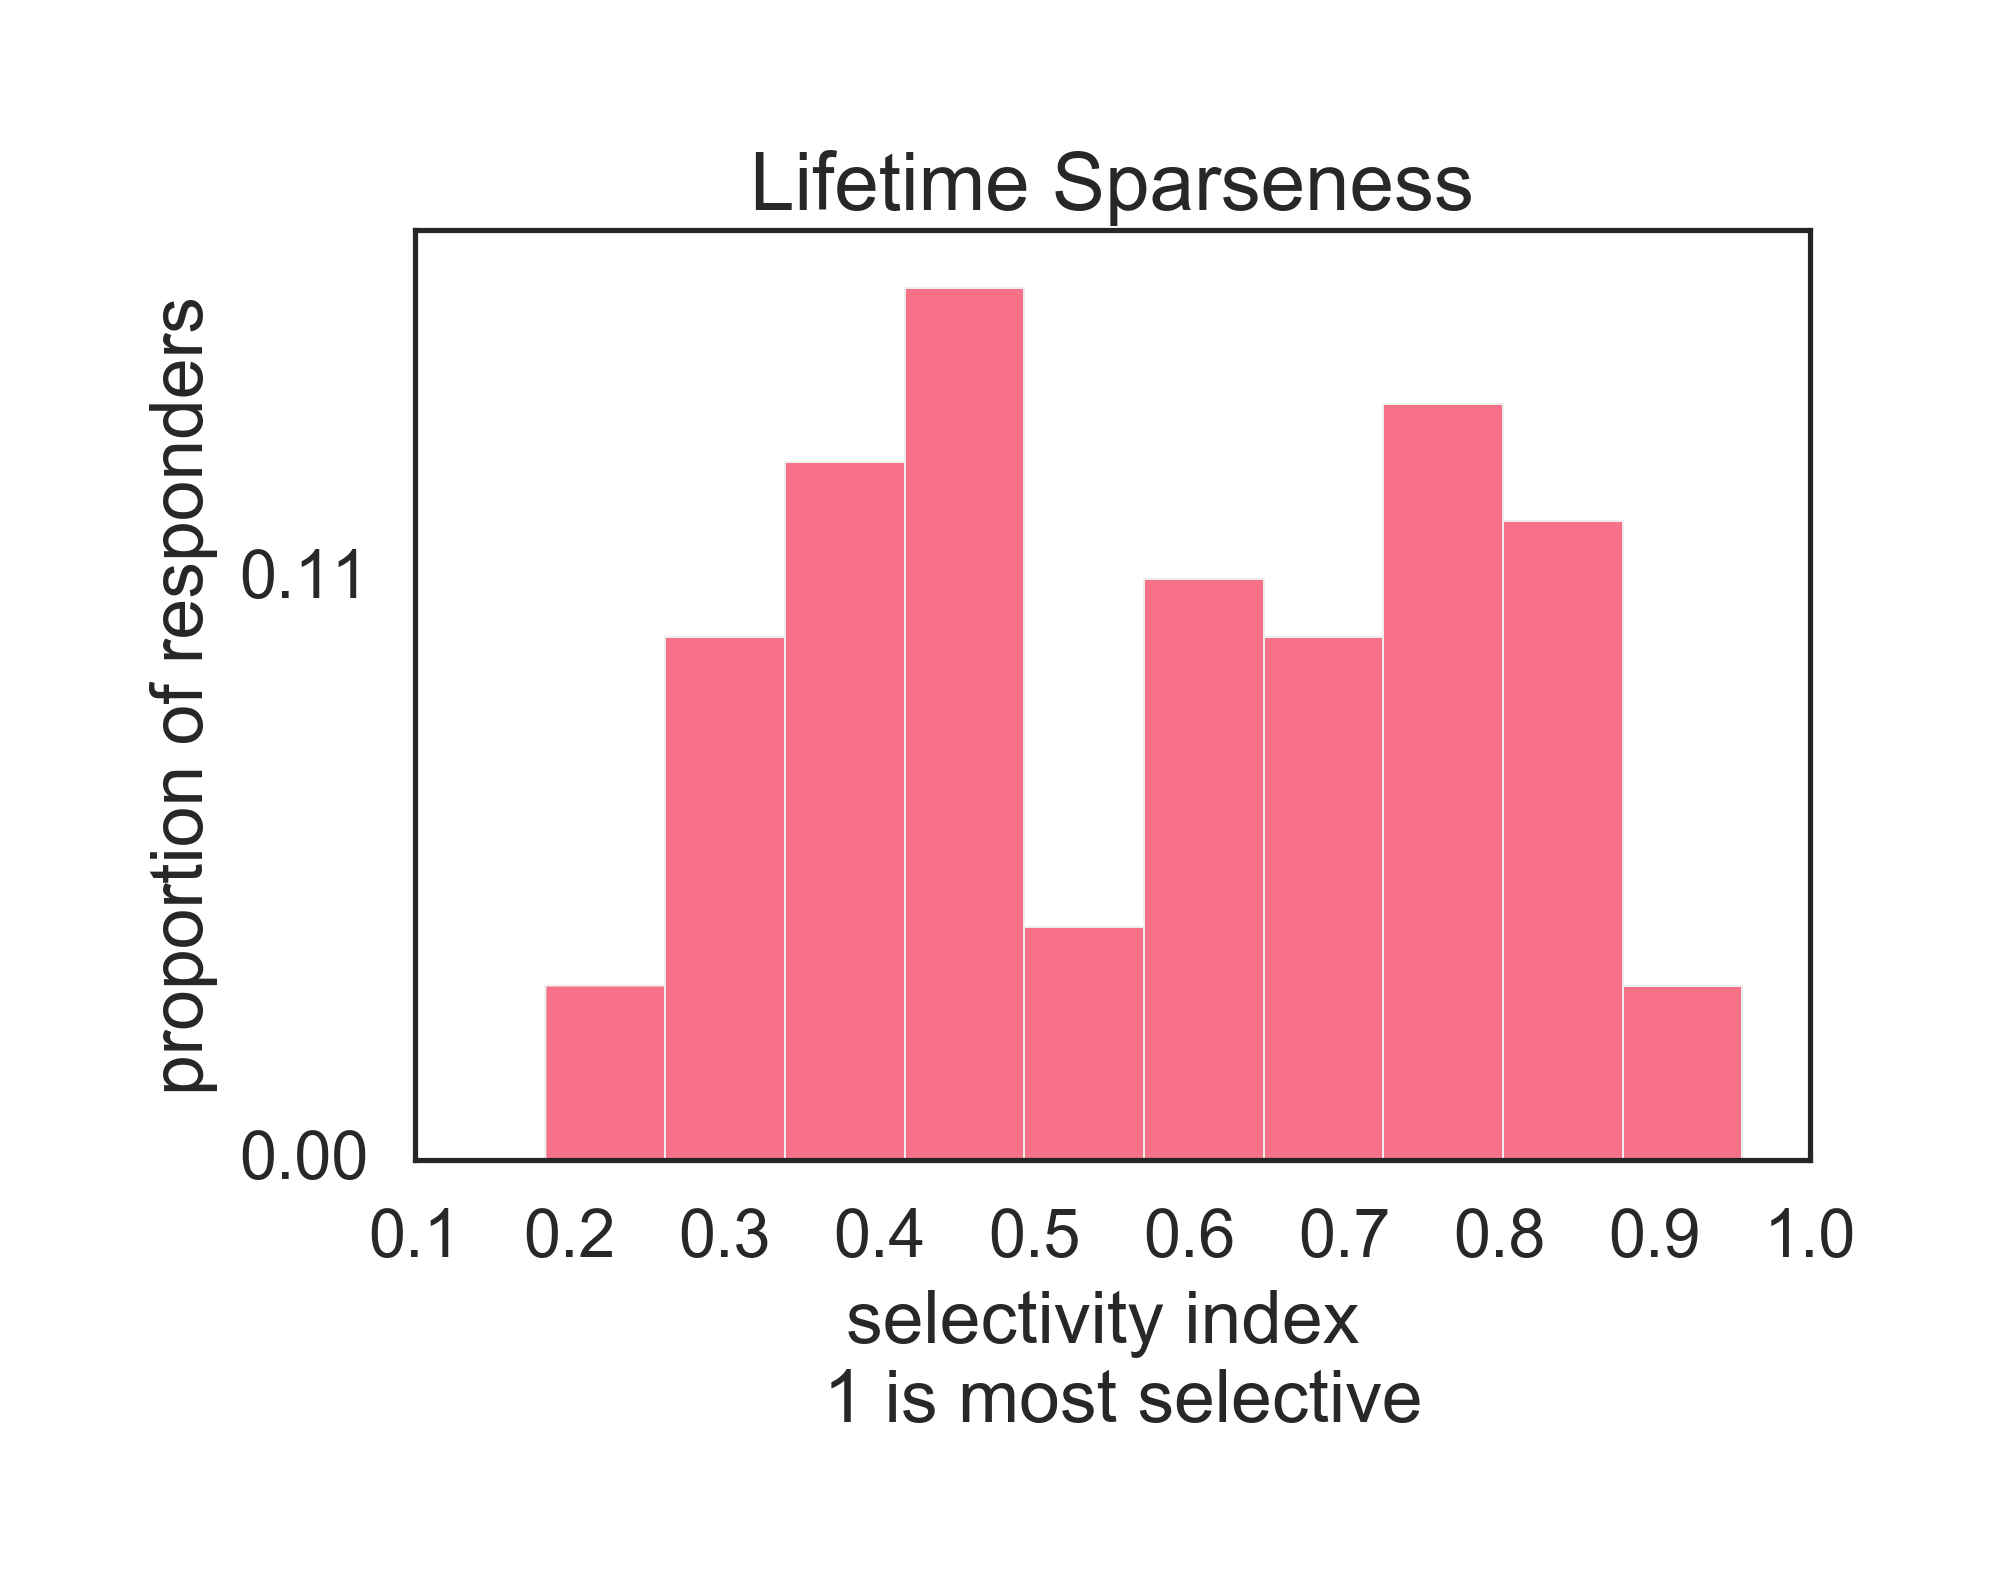 Lifetime Sparseness
proportion of responders
0.11
0.00
0.1 0.2 0.3 0.4 0.5 0.6 0.7 0.8 0.9 1.0
selectivity index
1 is most selective